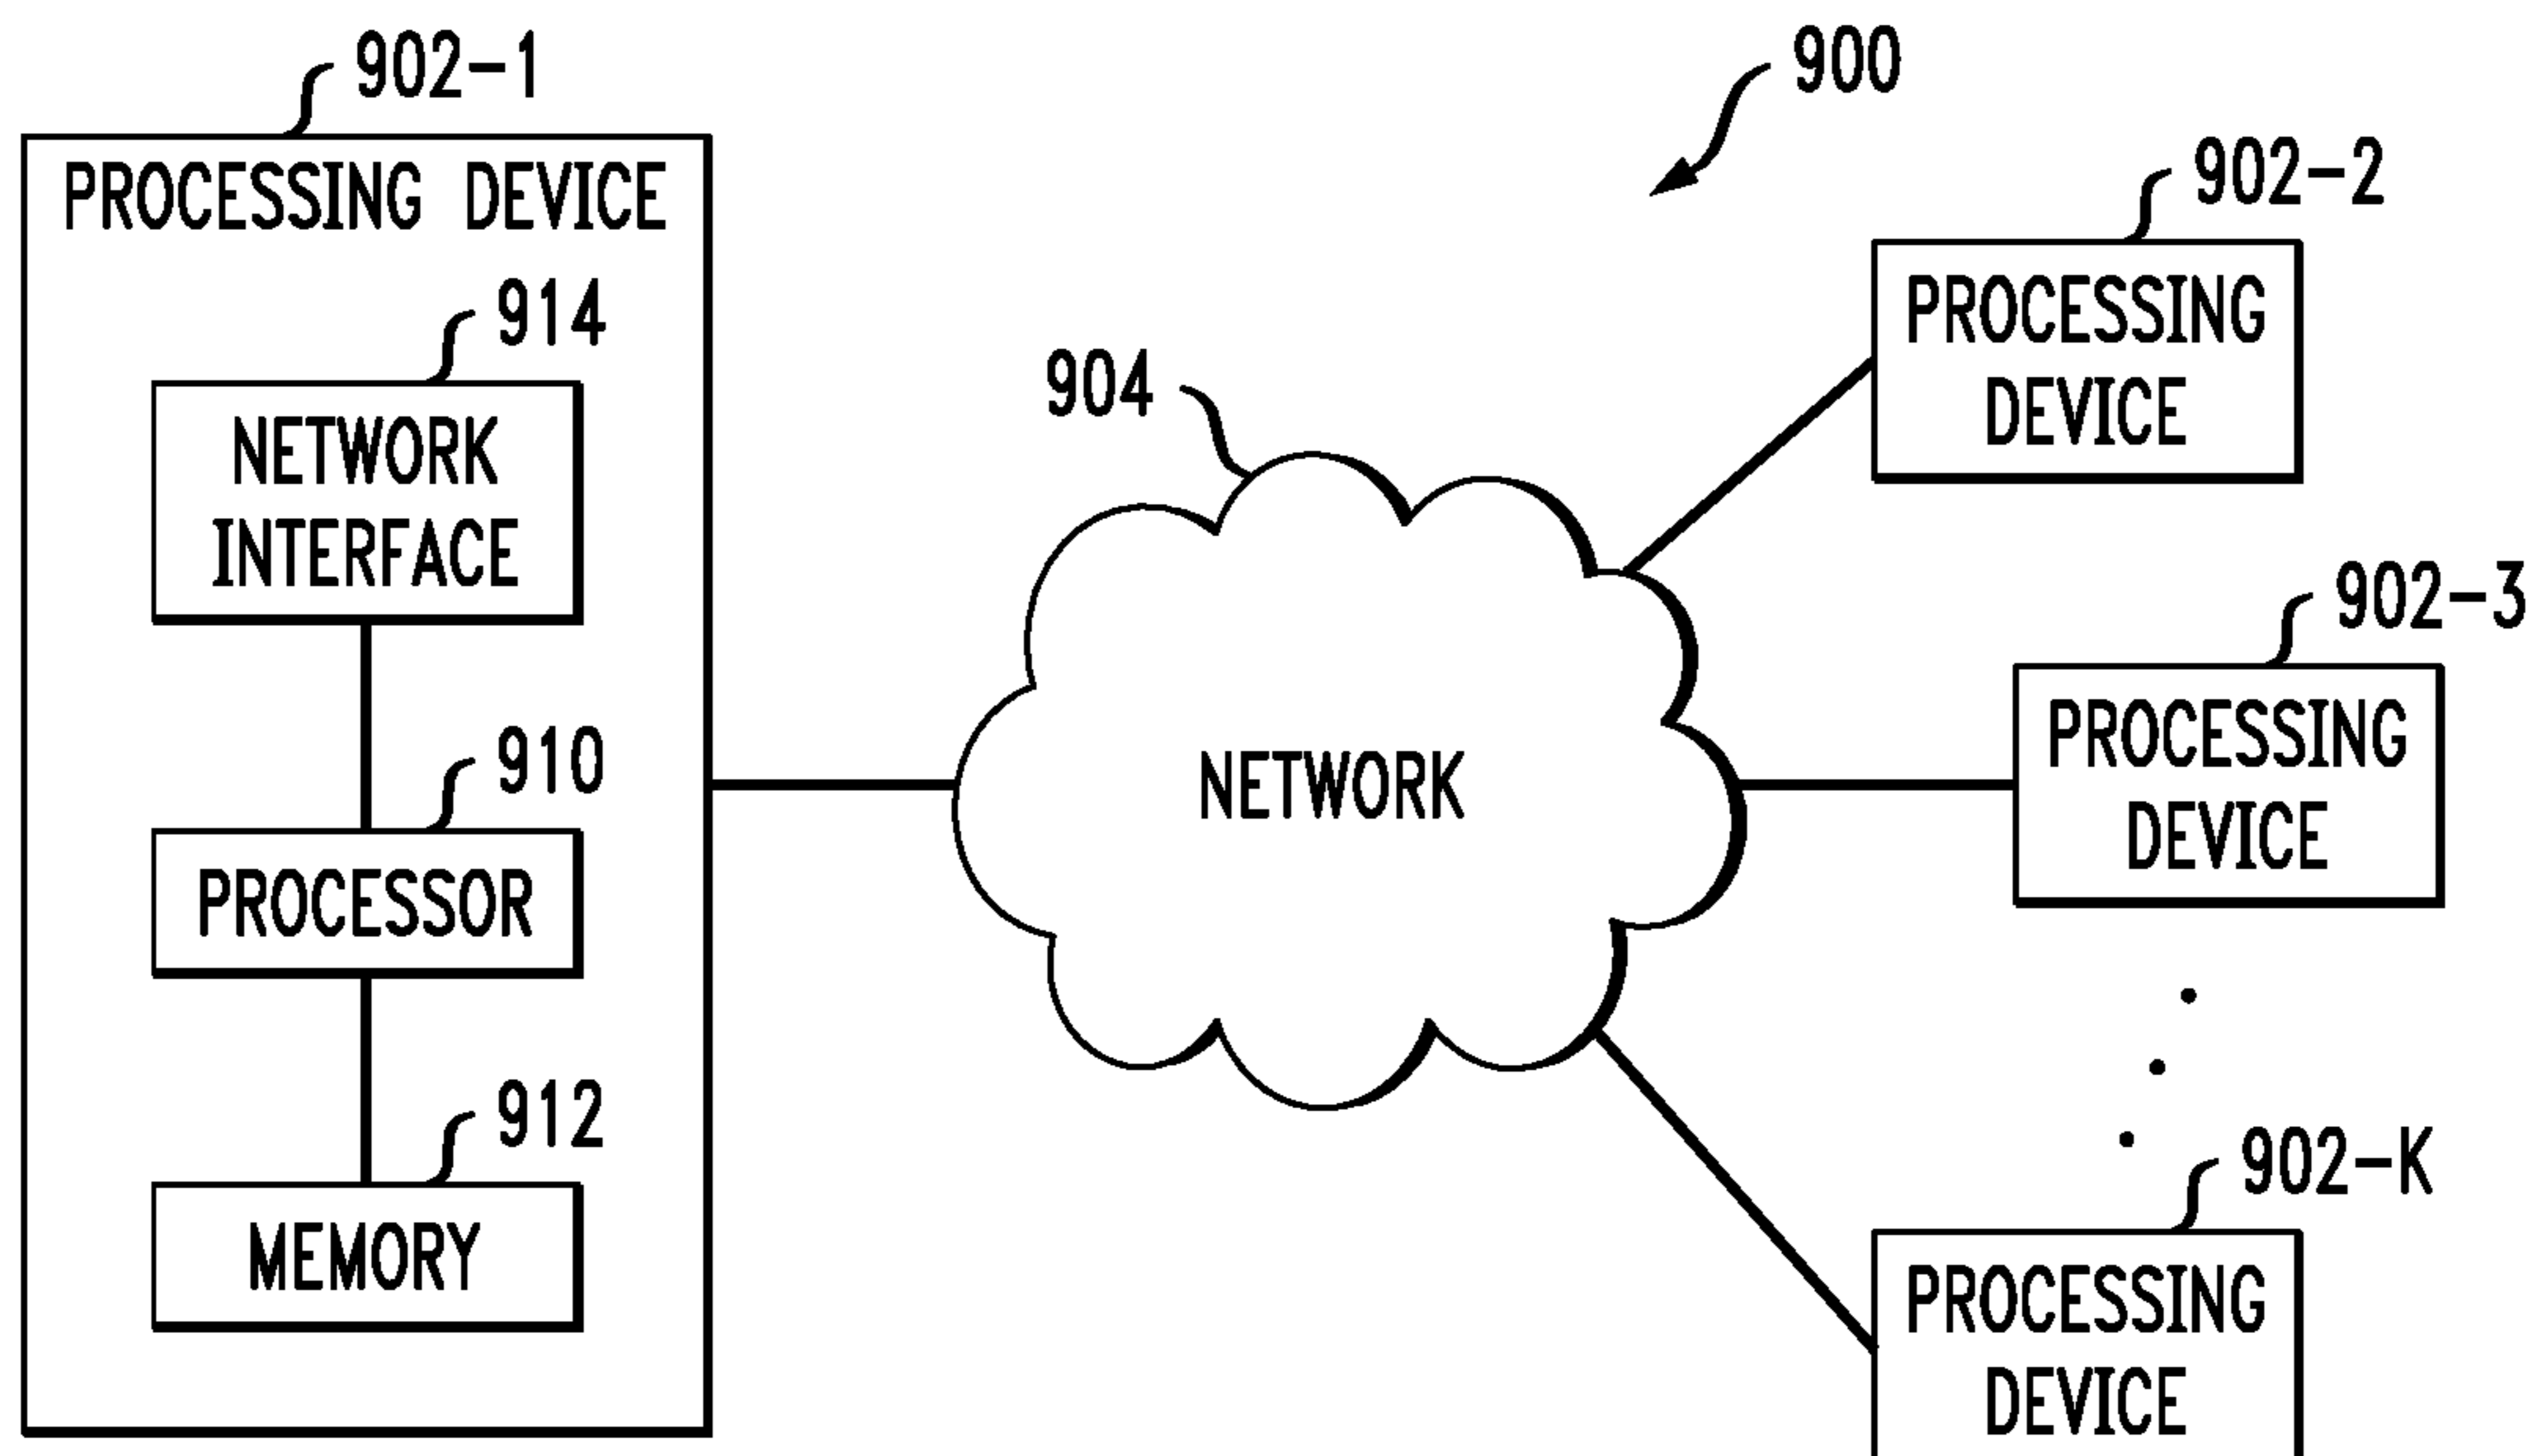 902-1
PROCESSING DEVICE
914
NETWORK
INTERFACE
910
PROCESSOR
912
MEMORY
900
904
NETWORK
902-2
PROCESSING
DEVICE
902-3
PROCESSING
DEVICE
902-K
PROCESSING
DEVICE